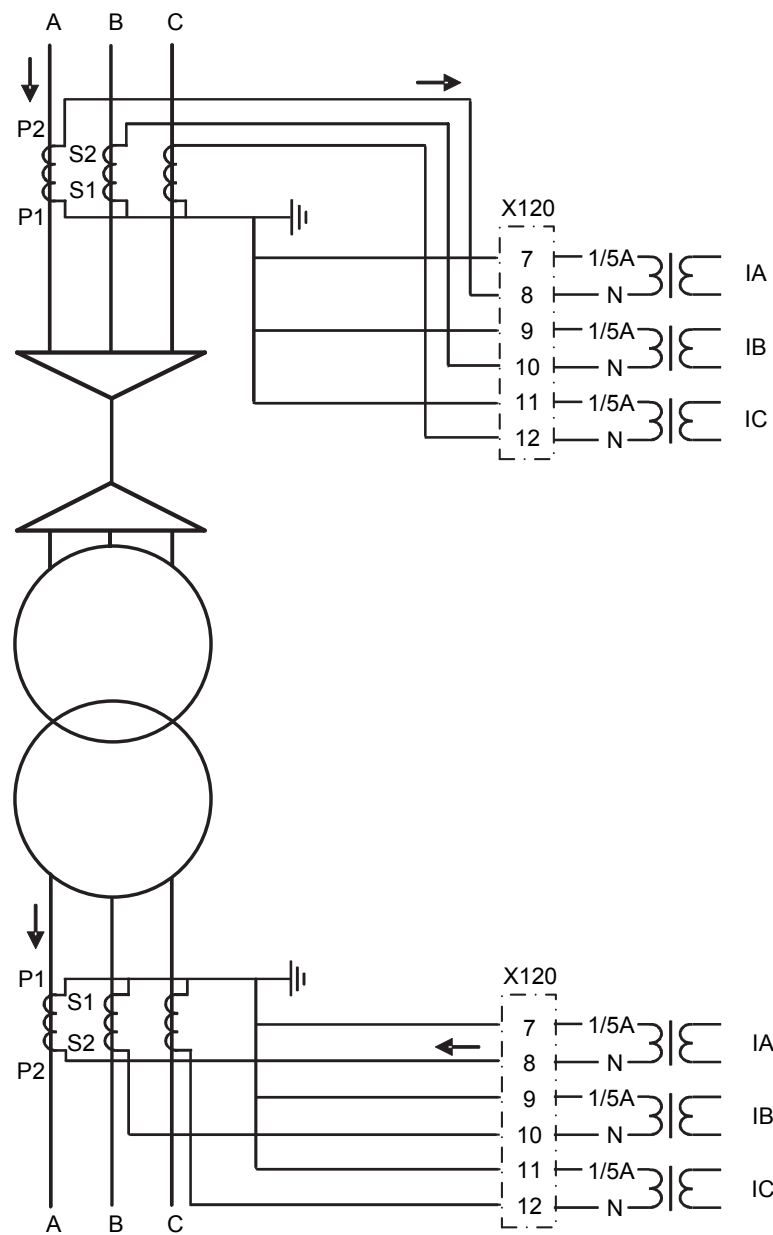 A B C
P2
S2
S1
P1
X120
7 1/5A
IA
8 N
9 1/5A
IB
10 N
11 1/5A
IC
12 N
P1
S1
S2
P2
X120
7 1/5A
IA
8 N
9 1/5A
IB
10 N
11 1/5A
IC
12 N
A B C